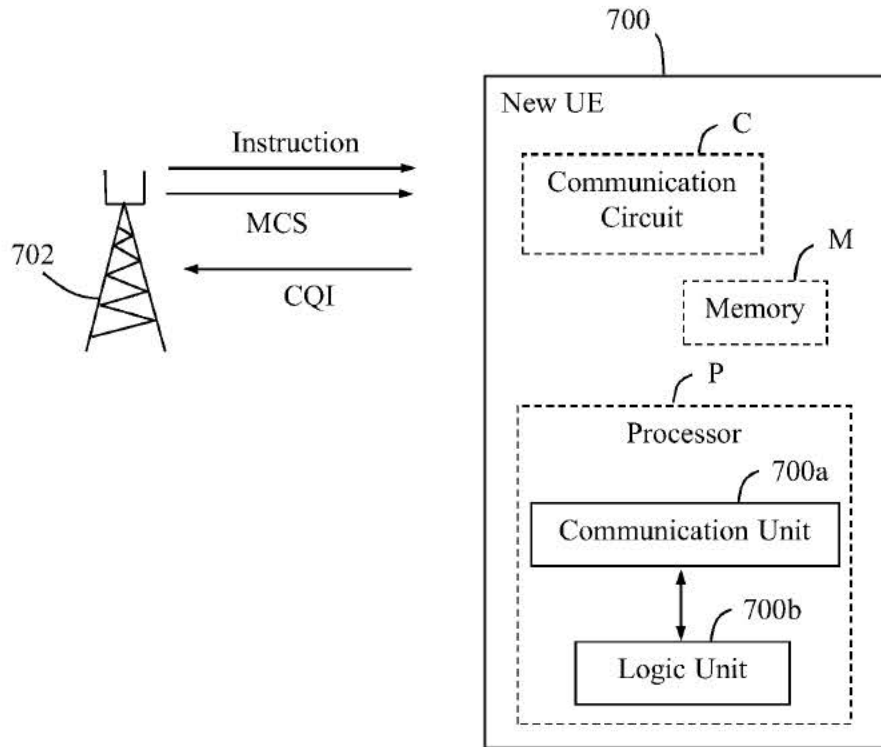 700
New UE
C
Communication
Circuit
M
Memory
P
Processor
700a
Communication Unit
700b
Logic Unit
Instruction
MCS
702
CQI